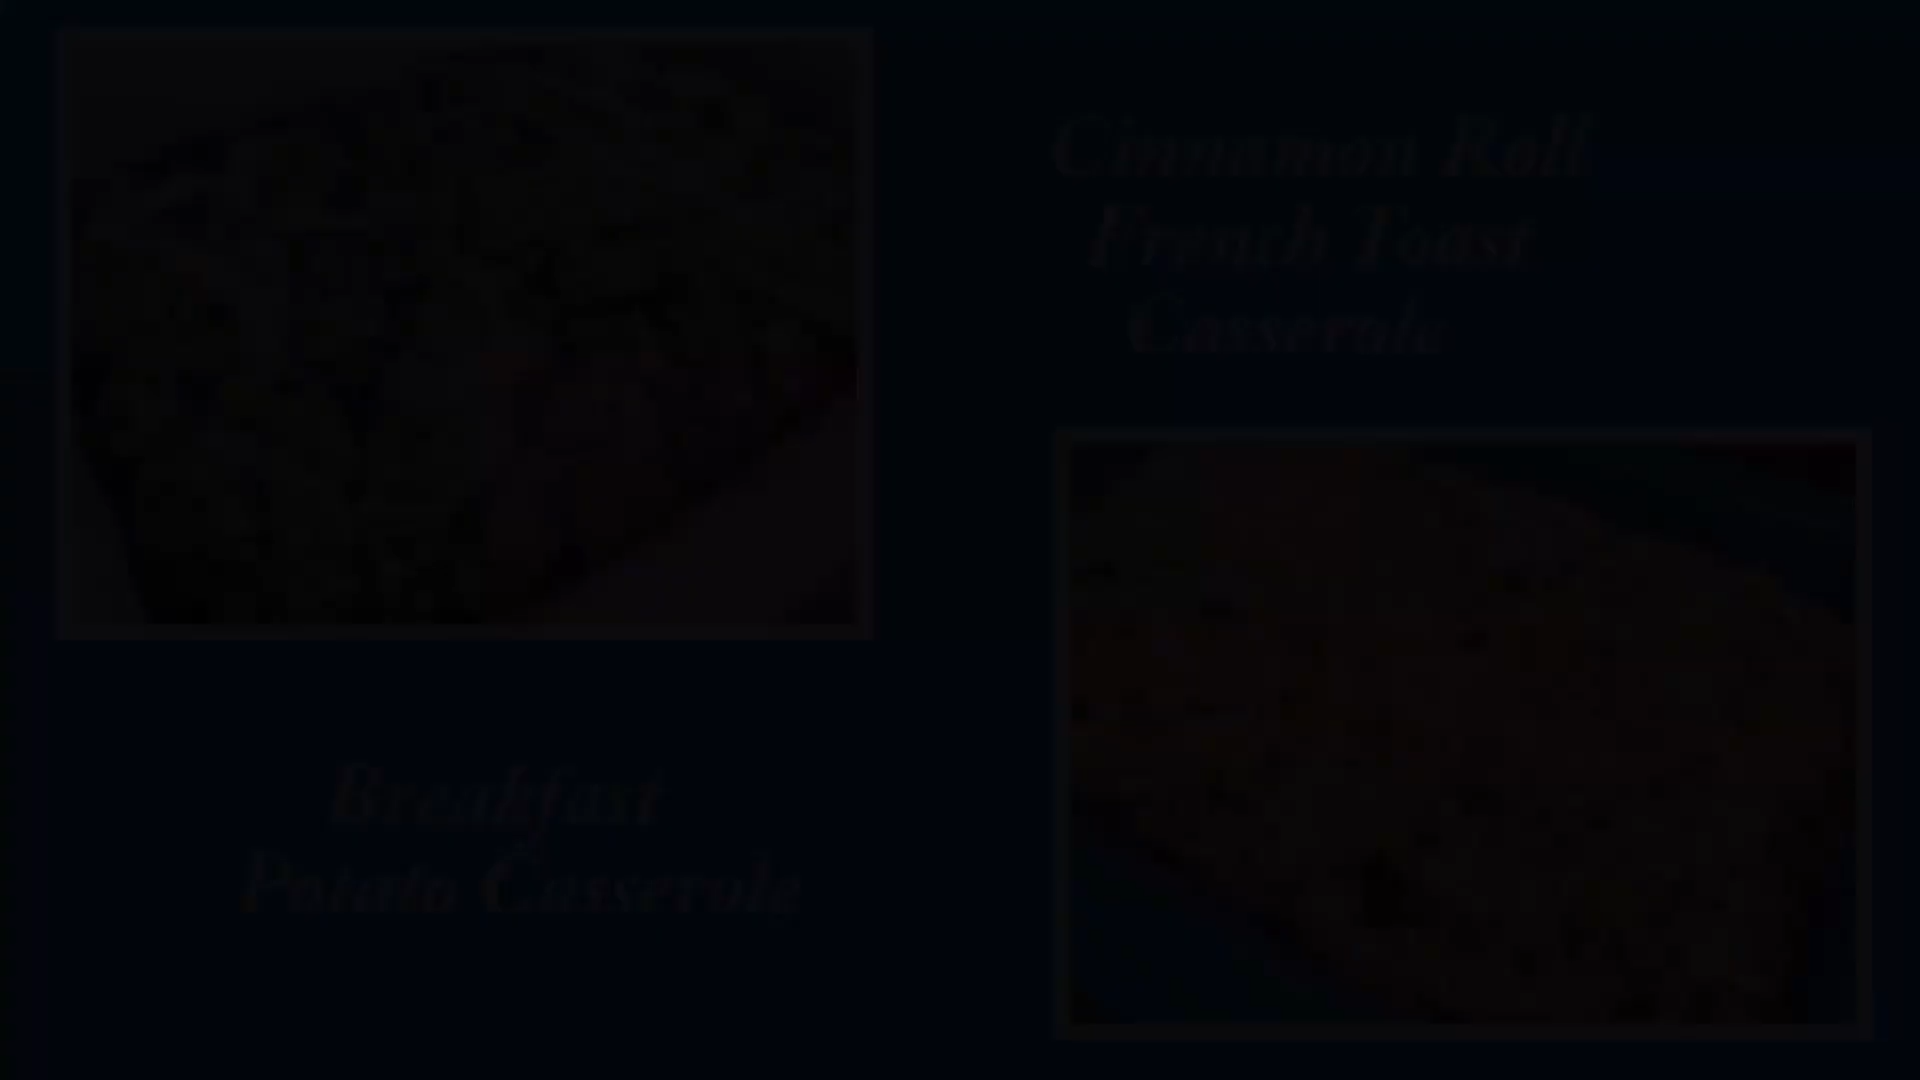 Cinnamon Roll
French Toast
Casserole
Breakfast
Potato Casserole